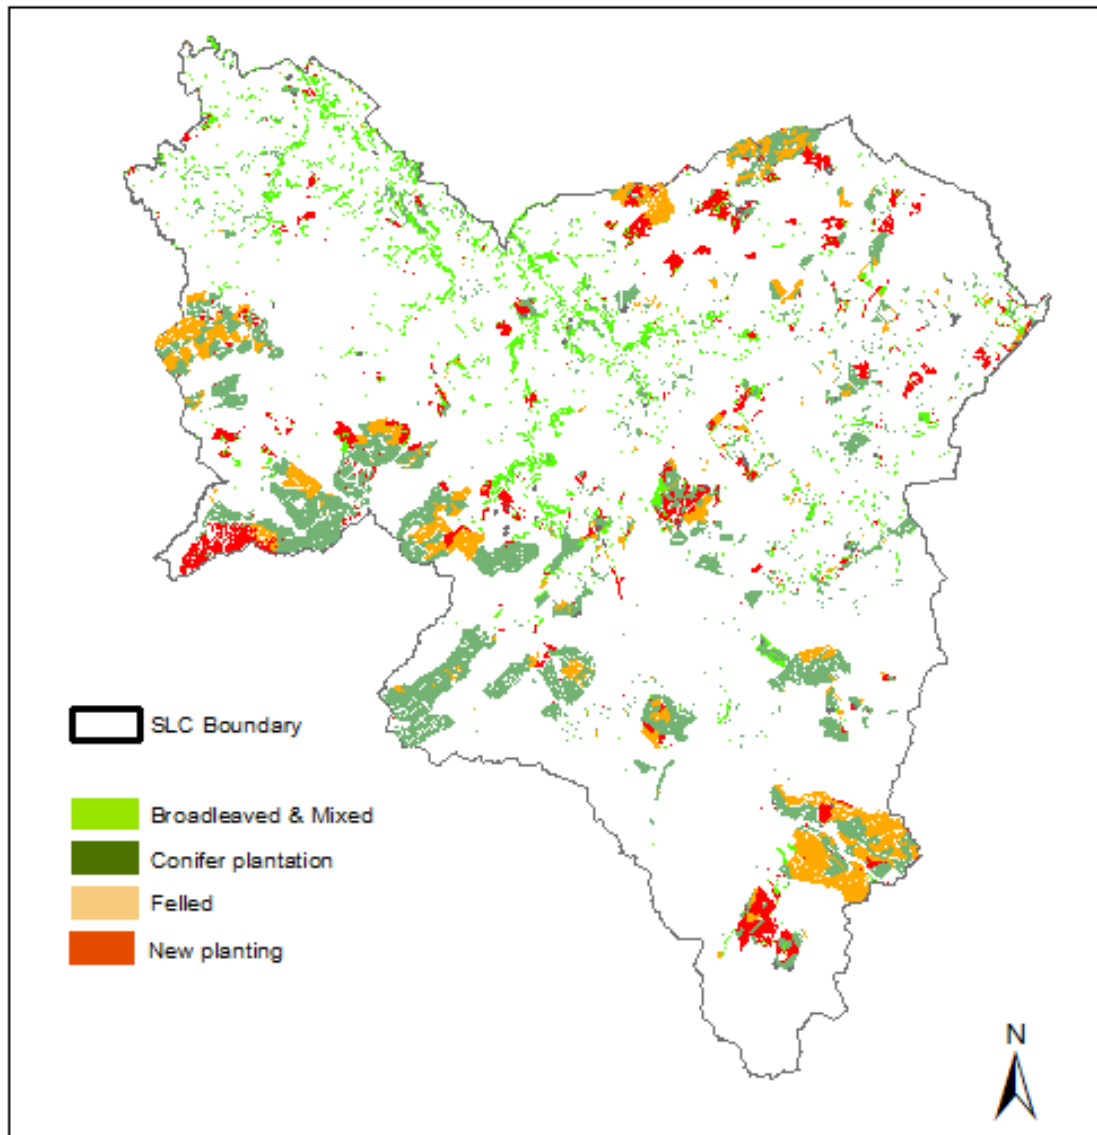 SLC Boundary
Broadleaved & Mixed
Conifer plantation
Felled
New planting
N